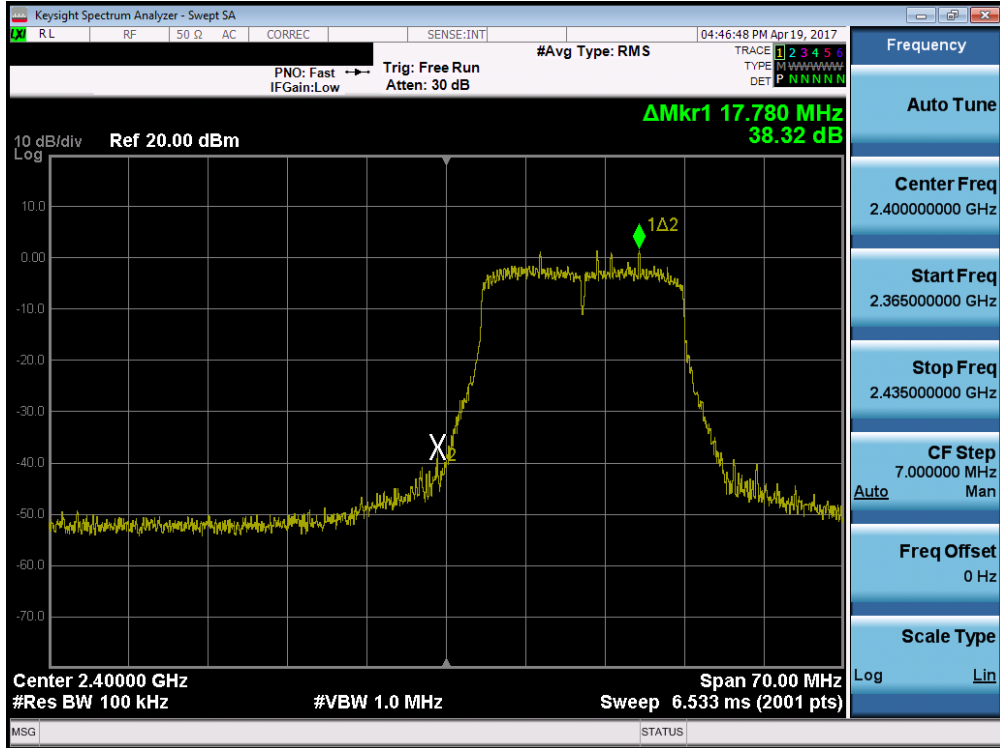 Keysight Spectrum Analyzer - Swept SA
LXI RL RF 50 Ω AC CORREC SENSE:INT 04:46:48 PM Apr 19, 2017
#Avg Type: RMS TRACE 1 2 3 4 5 6
PNO: Fast Trig: Free Run TYPE M WWWWW
IFGain:Low Atten: 30 dB DET P N N N N N
ΔMkr1 17.780 MHz
38.32 dB
10 dB/div Ref 20.00 dBm
Log
10.0
0.00
-10.0
-20.0
-30.0
-40.0
-50.0
-60.0
-70.0
1Δ2
X2
Center 2.40000 GHz Span 70.00 MHz
#Res BW 100 kHz #VBW 1.0 MHz Sweep 6.533 ms (2001 pts)
MSG STATUS
Frequency
Auto Tune
Center Freq
2.400000000 GHz
Start Freq
2.365000000 GHz
Stop Freq
2.435000000 GHz
CF Step
7.000000 MHz
Auto Man
Freq Offset
0 Hz
Scale Type
Log Lin